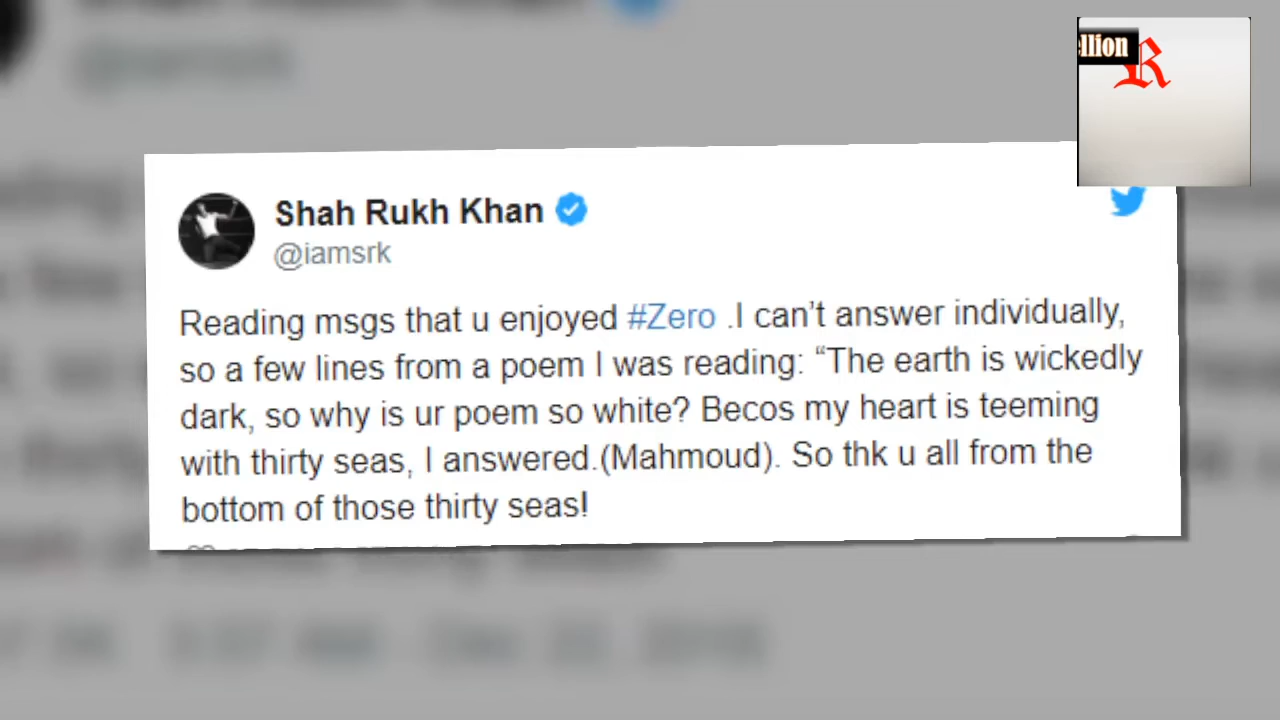 llion
R
Shah Rukh Khan
@iamsrk
Reading msgs that u enjoyed #Zero .I can’t answer individually,
so a few lines from a poem I was reading: “The earth is wickedly
dark, so why is ur poem so white? Becos my heart is teeming
with thirty seas, I answered.(Mahmoud). So thk u all from the
bottom of those thirty seas!